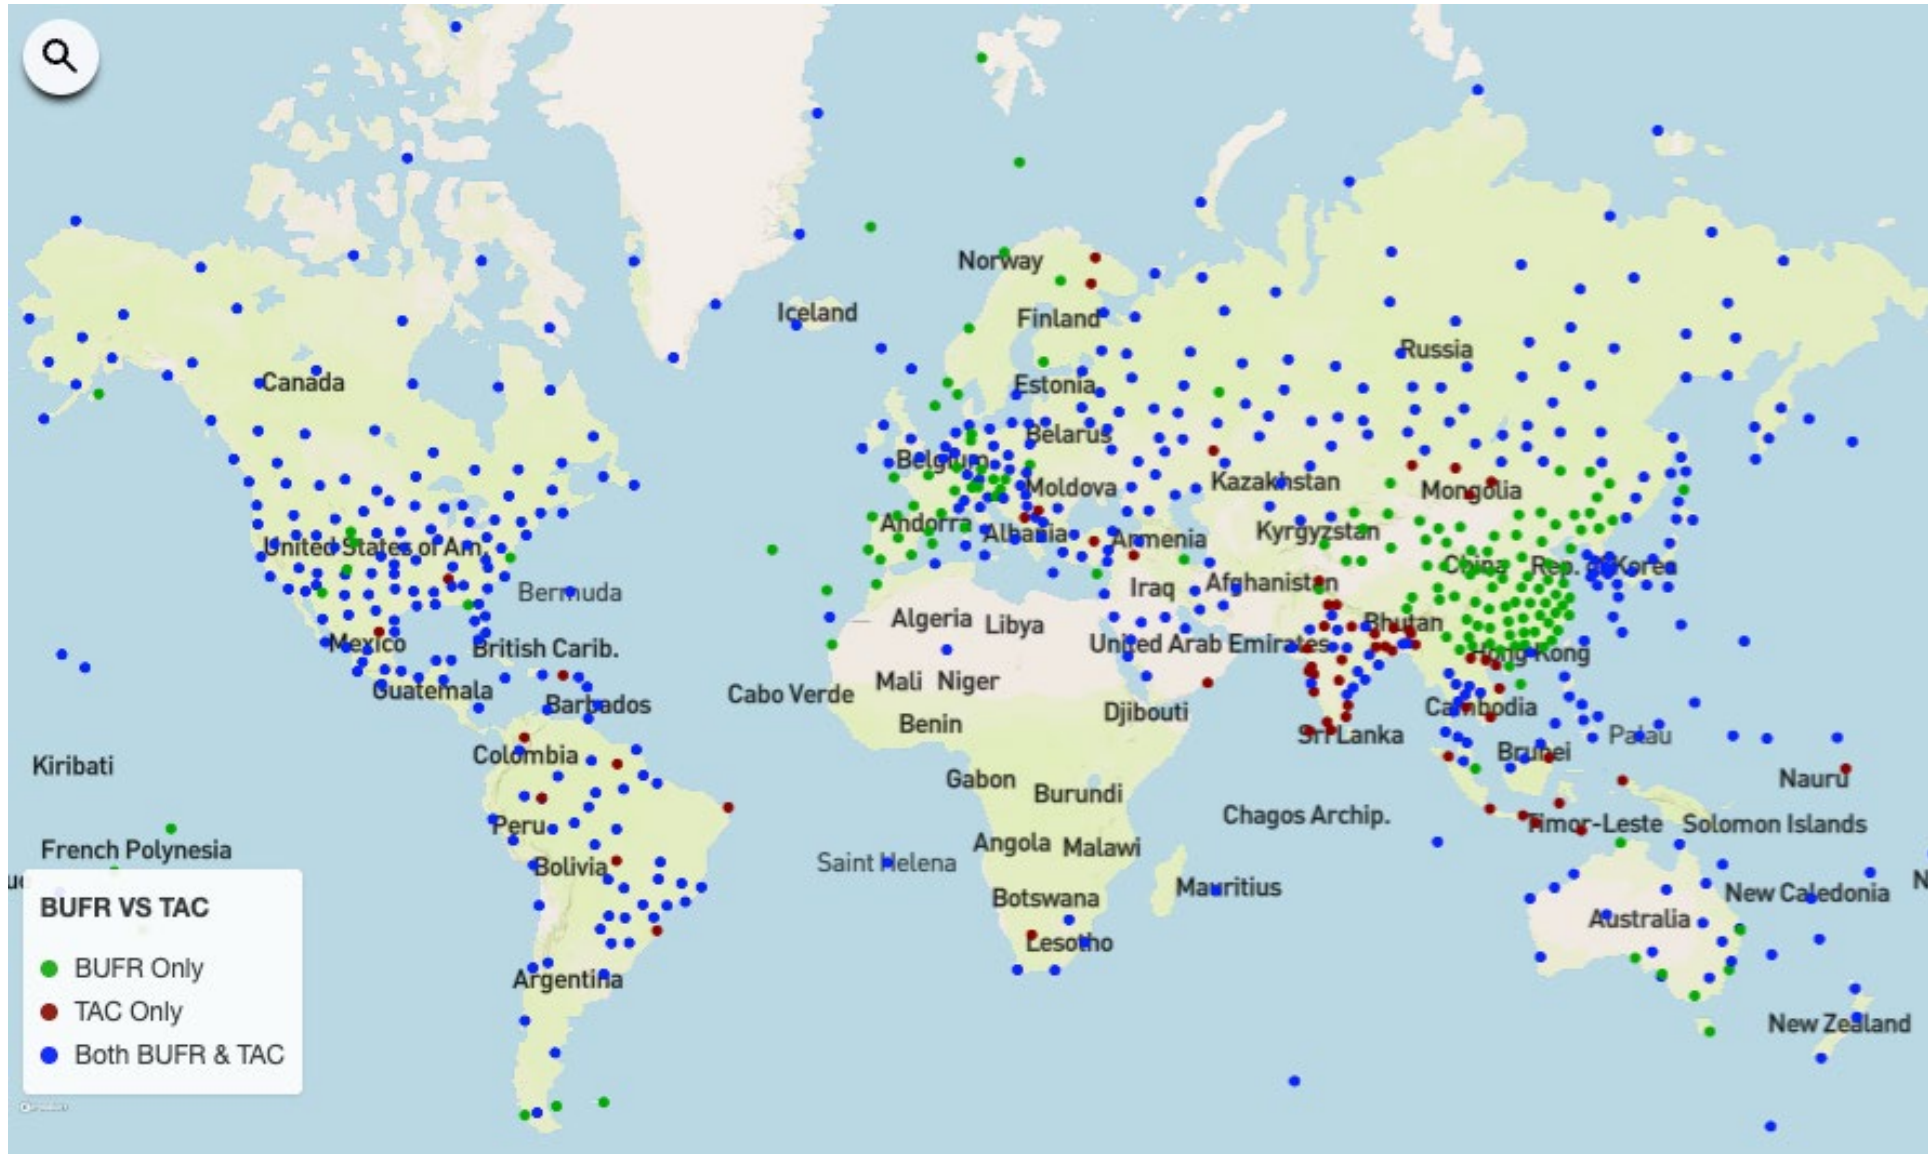 Norway
Iceland
Finland
Russia
Canada
Estonia
Belarus
Belgium
Moldova
Kazakhstan
Mongolia
Andorra
Albania
Armenia
Kyrgyzstan
United States of Am.
China
Rep. of Korea
Bermuda
Iraq
Afghanistan
Algeria
Libya
Bhutan
Mexico
British Carib.
United Arab Emirates
Hong Kong
Guatemala
Barbados
Cabo Verde
Mali
Niger
Djibouti
Cambodia
Benin
Sri Lanka
Palau
Colombia
Brunei
Kiribati
Gabon
Burundi
Nauru
Peru
Chagos Archip.
Timor-Leste
Solomon Islands
French Polynesia
Angola
Malawi
Bolivia
Saint Helena
Mauritius
Botswana
New Caledonia
Australia
Lesotho
Argentina
New Zealand
BUFR VS TAC
BUFR Only
TAC Only
Both BUFR & TAC